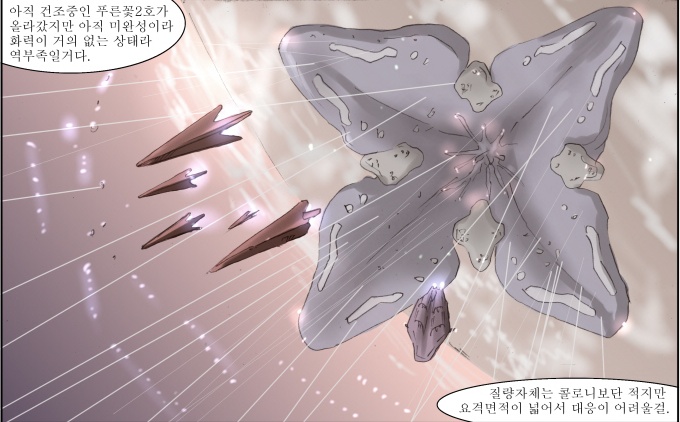 아직 건조중인 푸른꽃2호가
올라갔지만 아직 미완성이라
화력이 거의 없는 상태라
역부족일거다.
질량자체는 콜로니보단 적지만
요격면적이 넓어서 대응이 어려울걸.